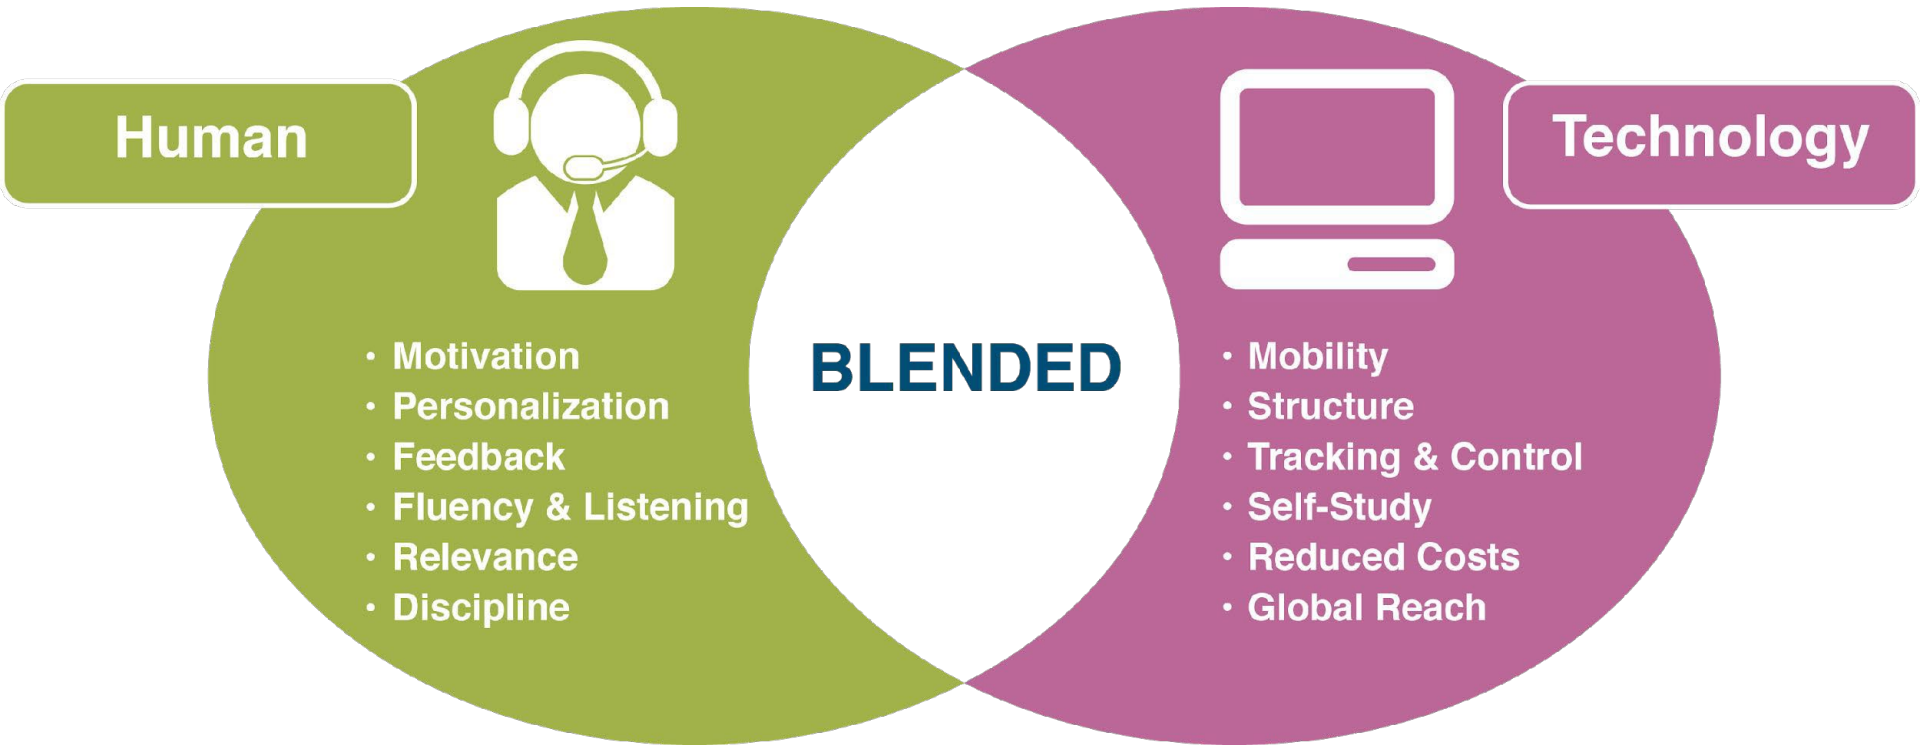 Human
• Motivation
• Personalization
• Feedback
• Fluency & Listening
• Relevance
• Discipline
BLENDED
Technology
• Mobility
• Structure
• Tracking & Control
• Self-Study
• Reduced Costs
• Global Reach